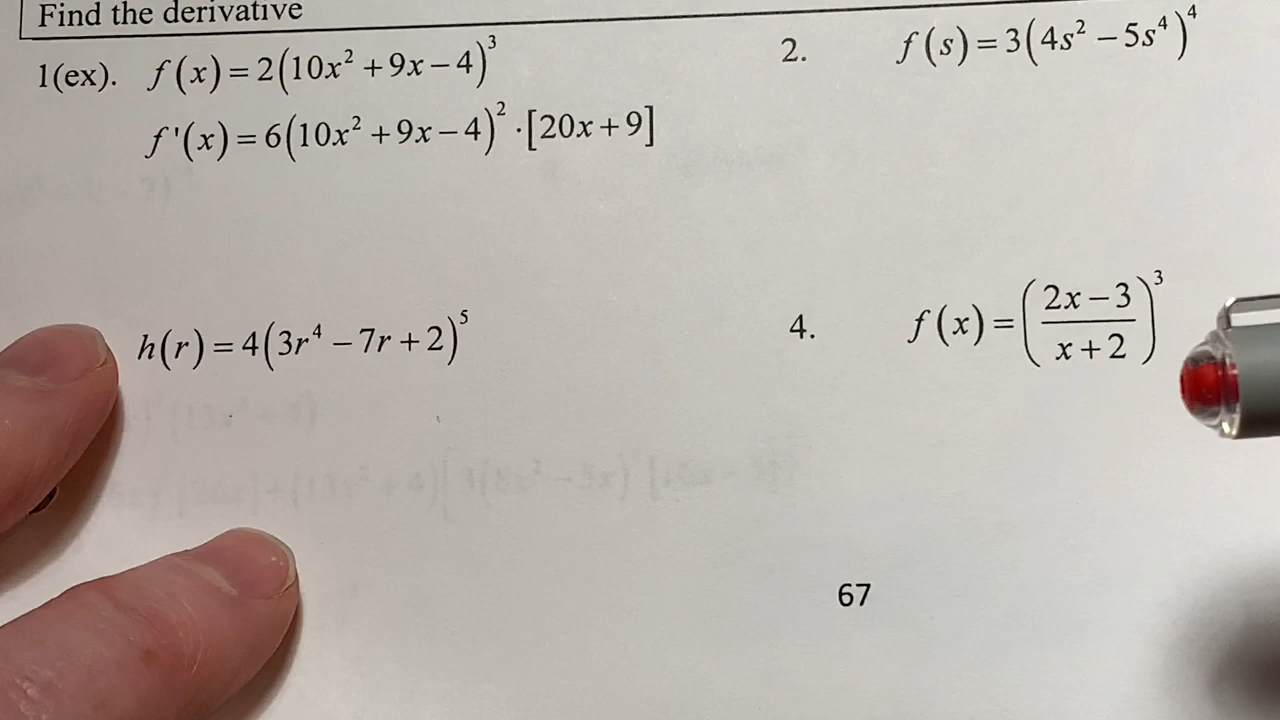 Find the derivative
1(ex). f(x) = 2(10x² + 9x − 4)³
f'(x) = 6(10x² + 9x − 4)² · [20x + 9]
2. f(s) = 3(4s² − 5s⁴)⁴
h(r) = 4(3r⁴ − 7r + 2)⁵
4. f(x) = ((2x − 3)/(x + 2))³
67